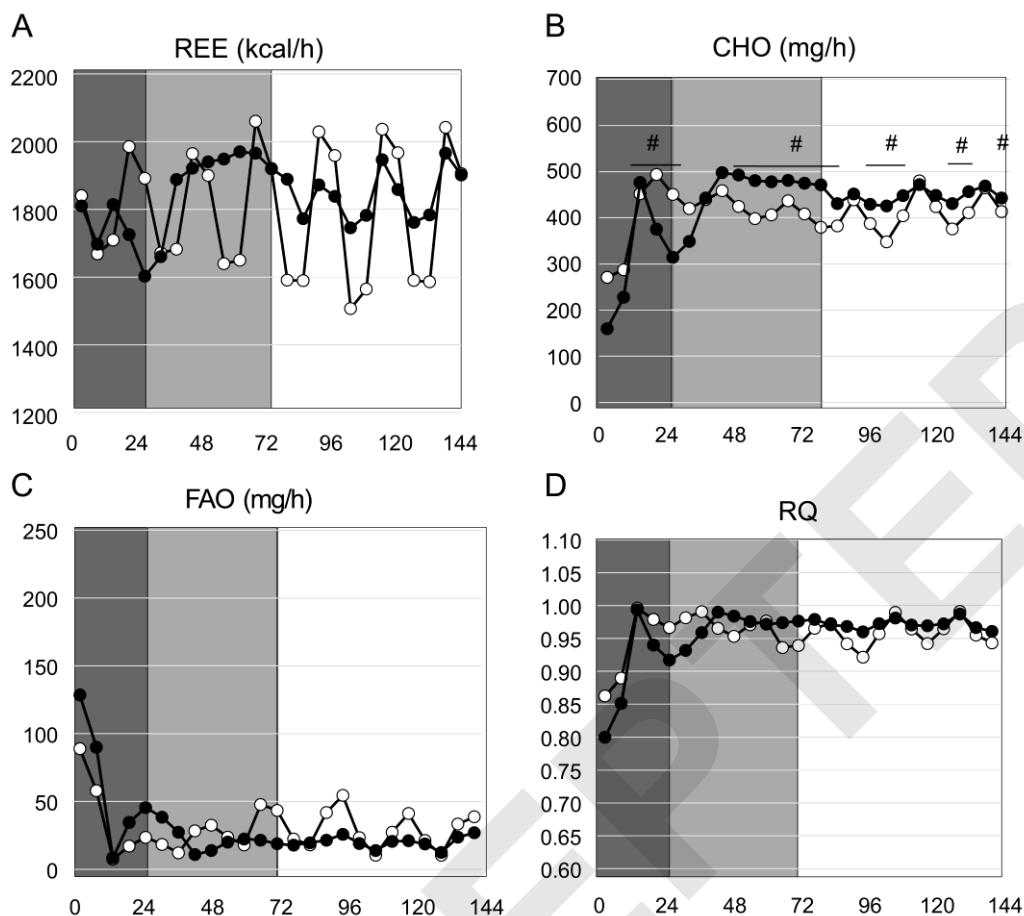 A
REE (kcal/h)
2200
2000
1800
1600
1400
1200
0 24 48 72 96 120 144
B
CHO (mg/h)
700
600
500
400
300
200
100
0
# # # # #
0 24 48 72 96 120 144
C
FAO (mg/h)
250
200
150
100
50
0
0 24 48 72 96 120 144
D
RQ
1.10
1.05
1.00
0.95
0.90
0.85
0.80
0.75
0.70
0.65
0.60
0 24 48 72 96 120 144
EPTED